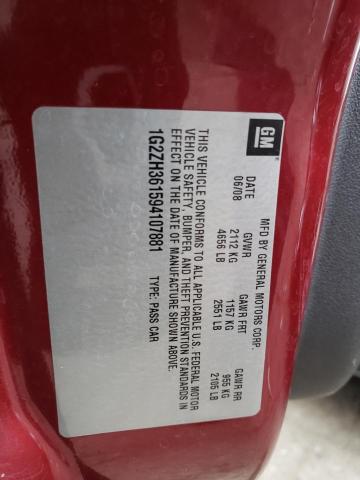 GM
MFD BY GENERAL MOTORS CORP.
DATE GVWR GAWR FRT GAWR RR
06/08 2112 KG 1157 KG 955 KG
4656 LB 2551 LB 2105 LB
THIS VEHICLE CONFORMS TO ALL APPLICABLE U.S. FEDERAL MOTOR
VEHICLE SAFETY, BUMPER, AND THEFT PREVENTION STANDARDS IN
EFFECT ON THE DATE OF MANUFACTURE SHOWN ABOVE.
1G2ZH361594107881 TYPE: PASS CAR